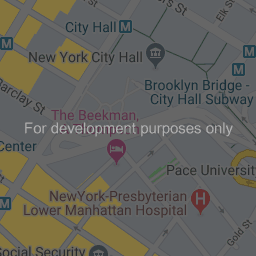 City Hall M
Elk St
M
New York City Hall
M
Brooklyn Bridge -
City Hall Subway
M
Barclay St
The Beekman,
For development purposes only
Center
Pace University
NewYork-Presbyterian
Lower Manhattan Hospital
H
Gold St
Social Security